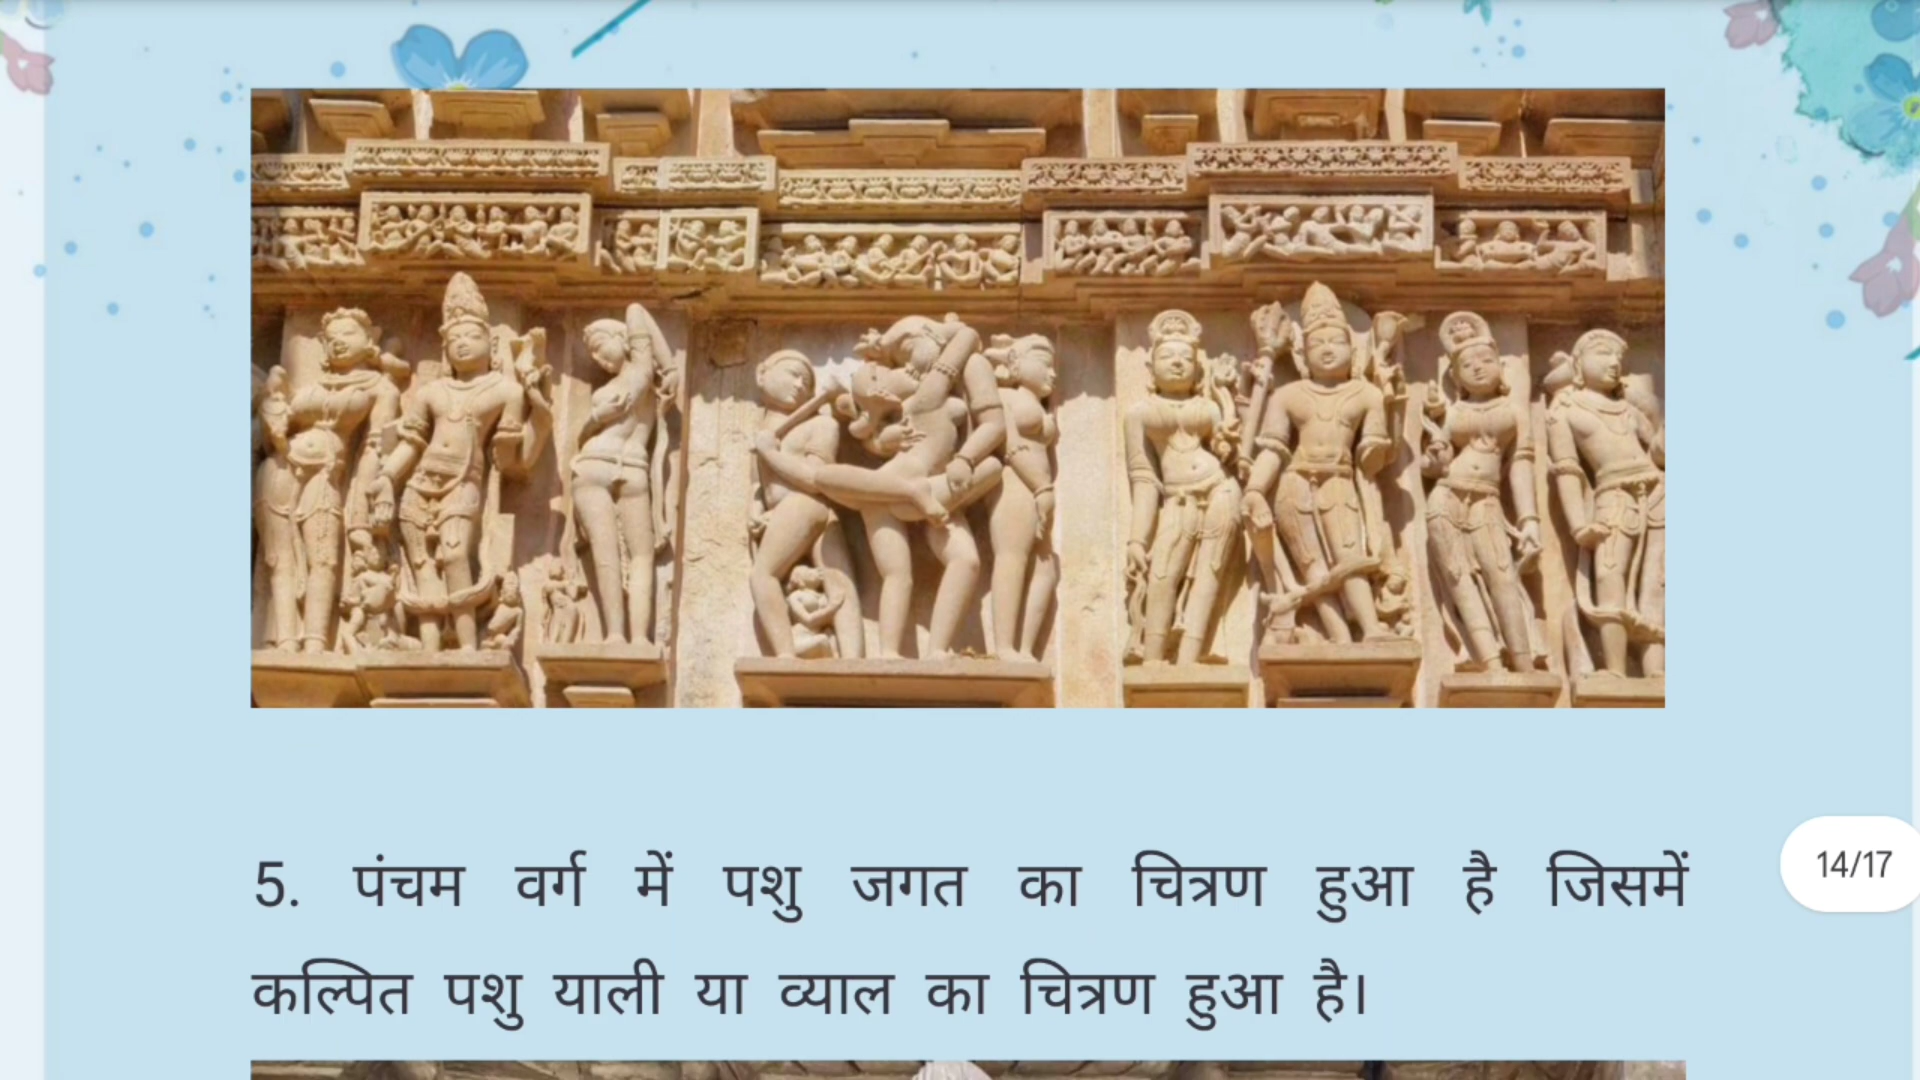 5. पंचम वर्ग में पशु जगत का चित्रण हुआ है जिसमें
कल्पित पशु याली या व्याल का चित्रण हुआ है।
14/17